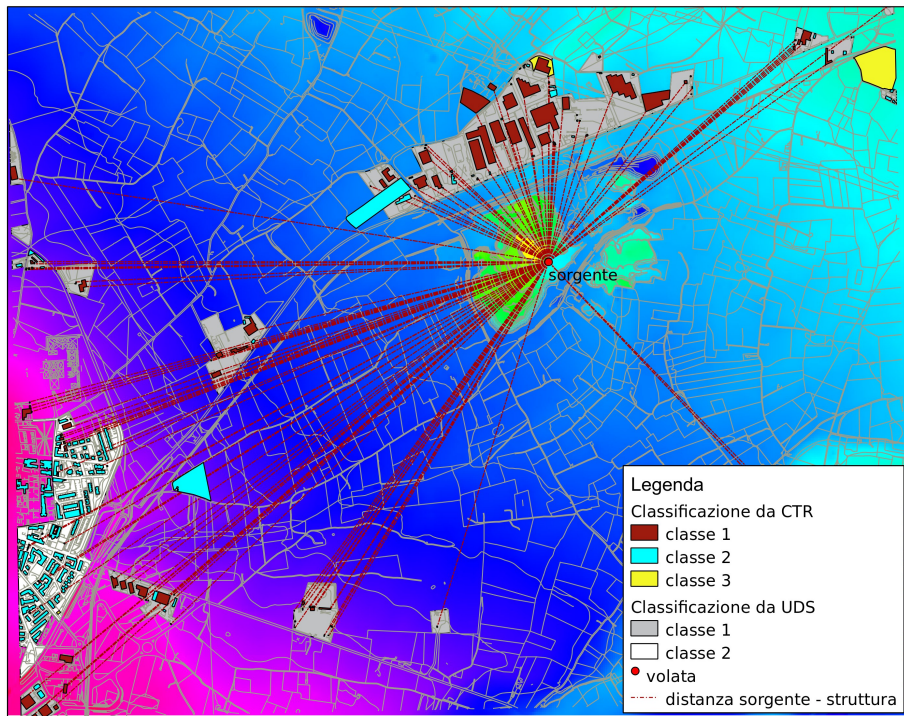 sorgente
Legenda
Classificazione da CTR
classe 1
classe 2
classe 3
Classificazione da UDS
classe 1
classe 2
volata
distanza sorgente - struttura